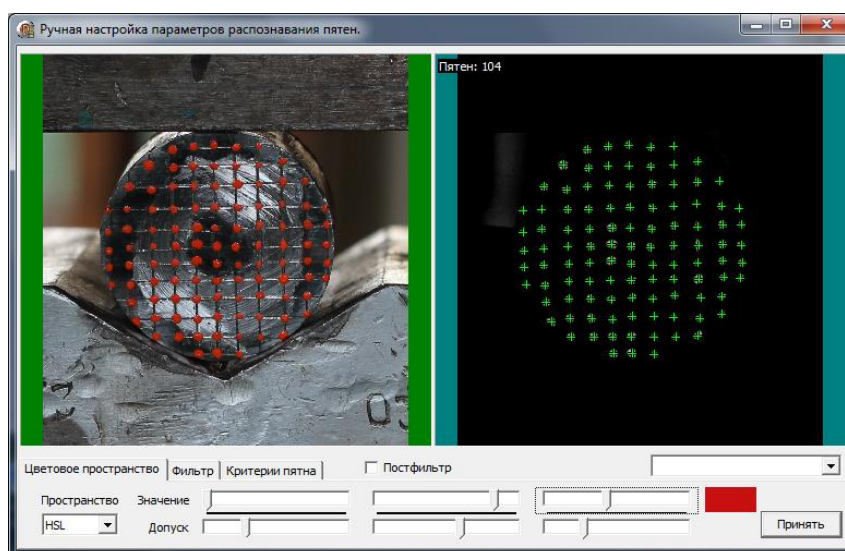 Ручная настройка параметров распознавания пятен.
Пятен: 104
Цветовое пространство Фильтр Критерии пятна Постфильтр
Пространство Значение
HSL Допуск Принять